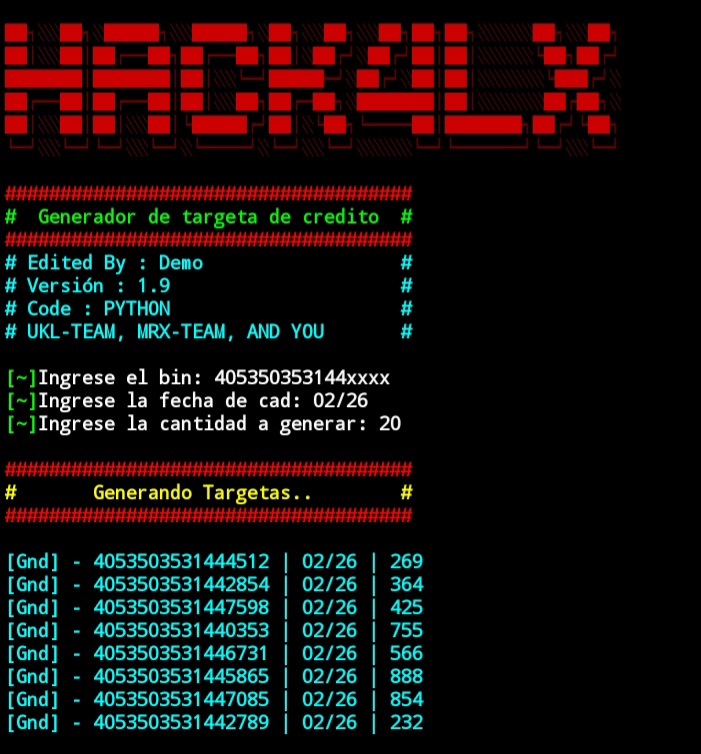 HACK4LX
#####################################
# Generador de targeta de credito #
#####################################
# Edited By : Demo #
# Versión : 1.9 #
# Code : PYTHON #
# UKL-TEAM, MRX-TEAM, AND YOU #
[~]Ingrese el bin: 405350353144xxxx
[~]Ingrese la fecha de cad: 02/26
[~]Ingrese la cantidad a generar: 20
#####################################
# Generando Targetas.. #
#####################################
[Gnd] - 4053503531444512 | 02/26 | 269
[Gnd] - 4053503531442854 | 02/26 | 364
[Gnd] - 4053503531447598 | 02/26 | 425
[Gnd] - 4053503531440353 | 02/26 | 755
[Gnd] - 4053503531446731 | 02/26 | 566
[Gnd] - 4053503531445865 | 02/26 | 888
[Gnd] - 4053503531447085 | 02/26 | 854
[Gnd] - 4053503531442789 | 02/26 | 232